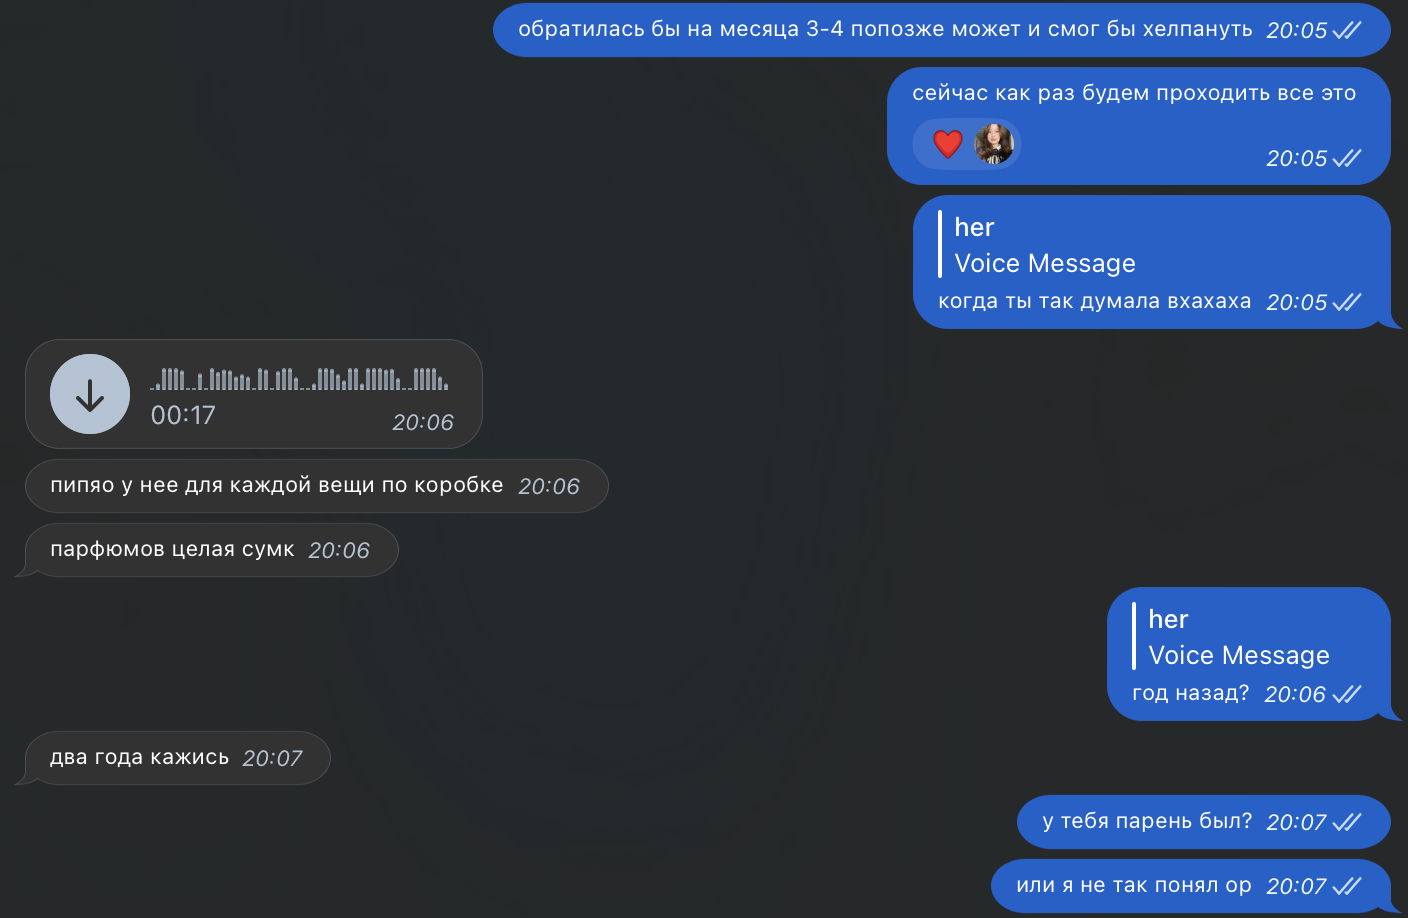 обратилась бы на месяца 3-4 попозже может и смог бы хелпануть 20:05
сейчас как раз будем проходить все это
20:05
her
Voice Message
когда ты так думала вхахаха 20:05
00:17 20:06
пипяо у нее для каждой вещи по коробке 20:06
парфюмов целая сумк 20:06
her
Voice Message
год назад? 20:06
два года кажись 20:07
у тебя парень был? 20:07
или я не так понял ор 20:07